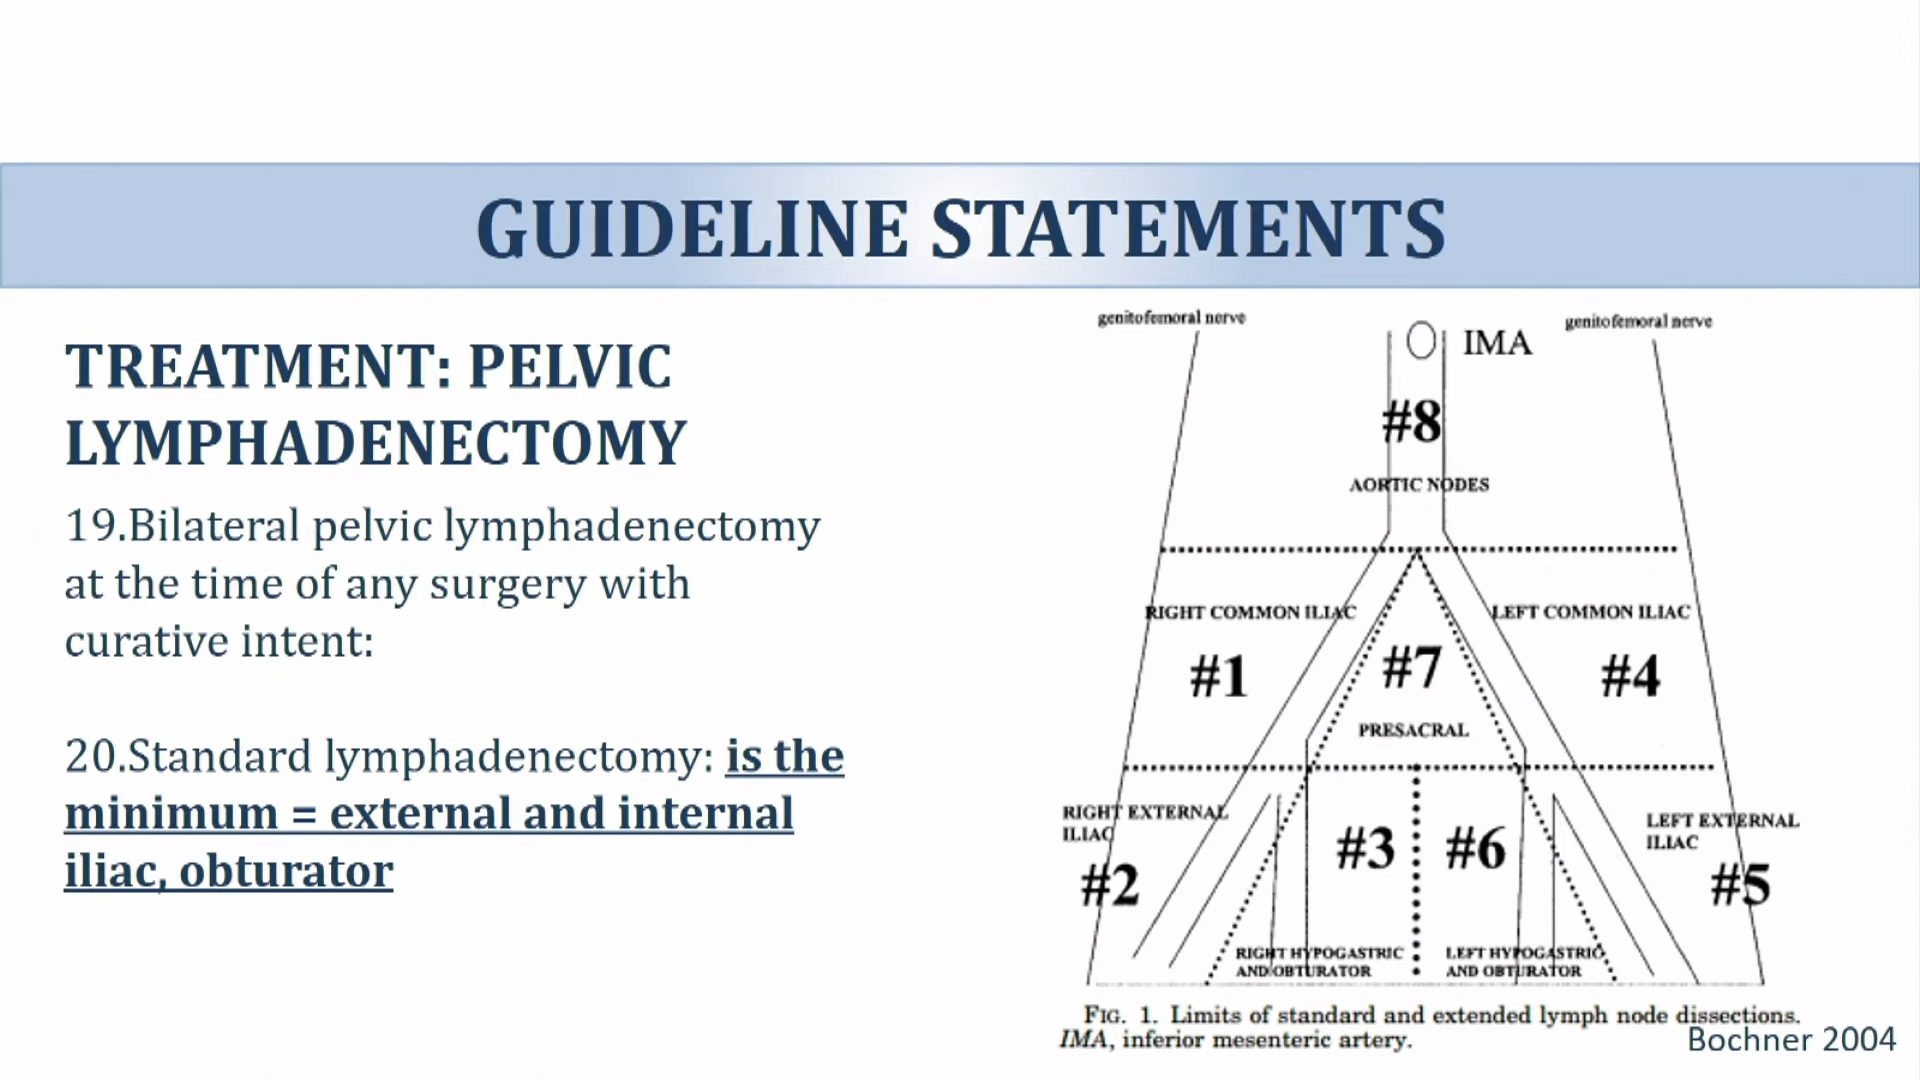 GUIDELINE STATEMENTS
TREATMENT: PELVIC
LYMPHADENECTOMY
19.Bilateral pelvic lymphadenectomy
at the time of any surgery with
curative intent:
20.Standard lymphadenectomy: is the
minimum = external and internal
iliac, obturator
genitofemoral nerve
IMA
genitofemoral nerve
#8
AORTIC NODES
RIGHT COMMON ILIAC
LEFT COMMON ILIAC
#1
#7
#4
PRESACRAL
RIGHT EXTERNAL
ILIAC
LEFT EXTERNAL
ILIAC
#2
#3
#6
#5
RIGHT HYPOGASTRIC
AND OBTURATOR
LEFT HYPOGASTRIC
AND OBTURATOR
FIG. 1. Limits of standard and extended lymph node dissections.
IMA, inferior mesenteric artery.
Bochner 2004